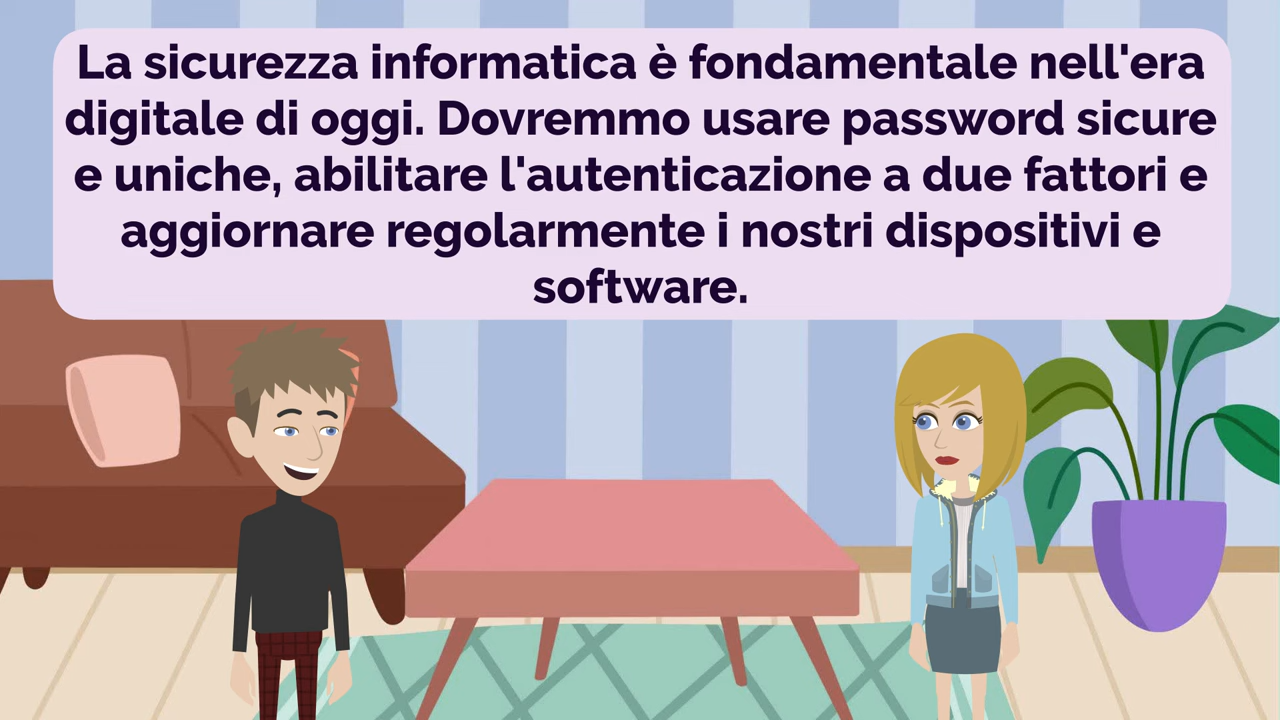 La sicurezza informatica è fondamentale nell'era
digitale di oggi. Dovremmo usare password sicure
e uniche, abilitare l'autenticazione a due fattori e
aggiornare regolarmente i nostri dispositivi e
software.